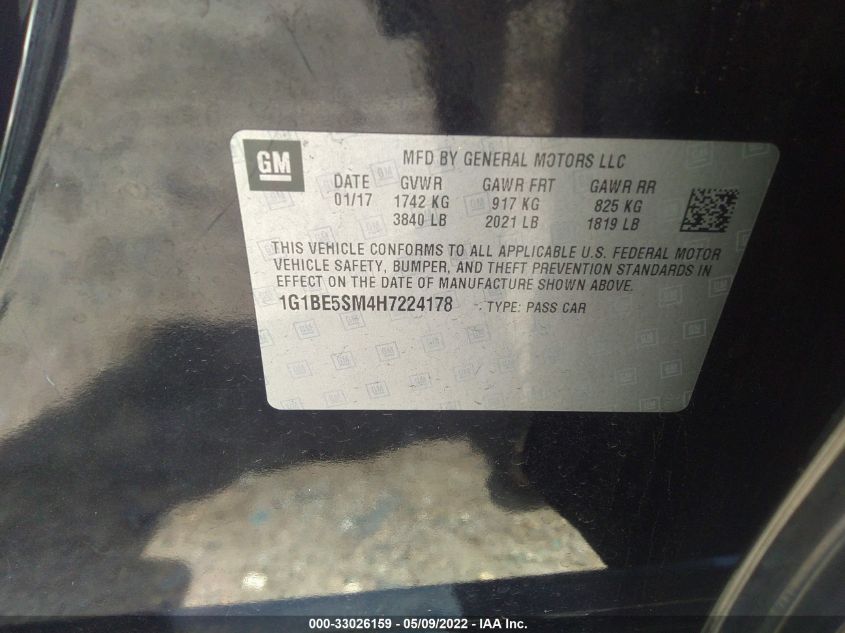 GM
MFD BY GENERAL MOTORS LLC
DATE GVWR GAWR FRT GAWR RR
01/17 1742 KG 917 KG 825 KG
3840 LB 2021 LB 1819 LB
THIS VEHICLE CONFORMS TO ALL APPLICABLE U.S. FEDERAL MOTOR
VEHICLE SAFETY, BUMPER, AND THEFT PREVENTION STANDARDS IN
EFFECT ON THE DATE OF MANUFACTURE SHOWN ABOVE.
1G1BE5SM4H7224178 TYPE: PASS CAR
000-33026159 - 05/09/2022 - IAA Inc.